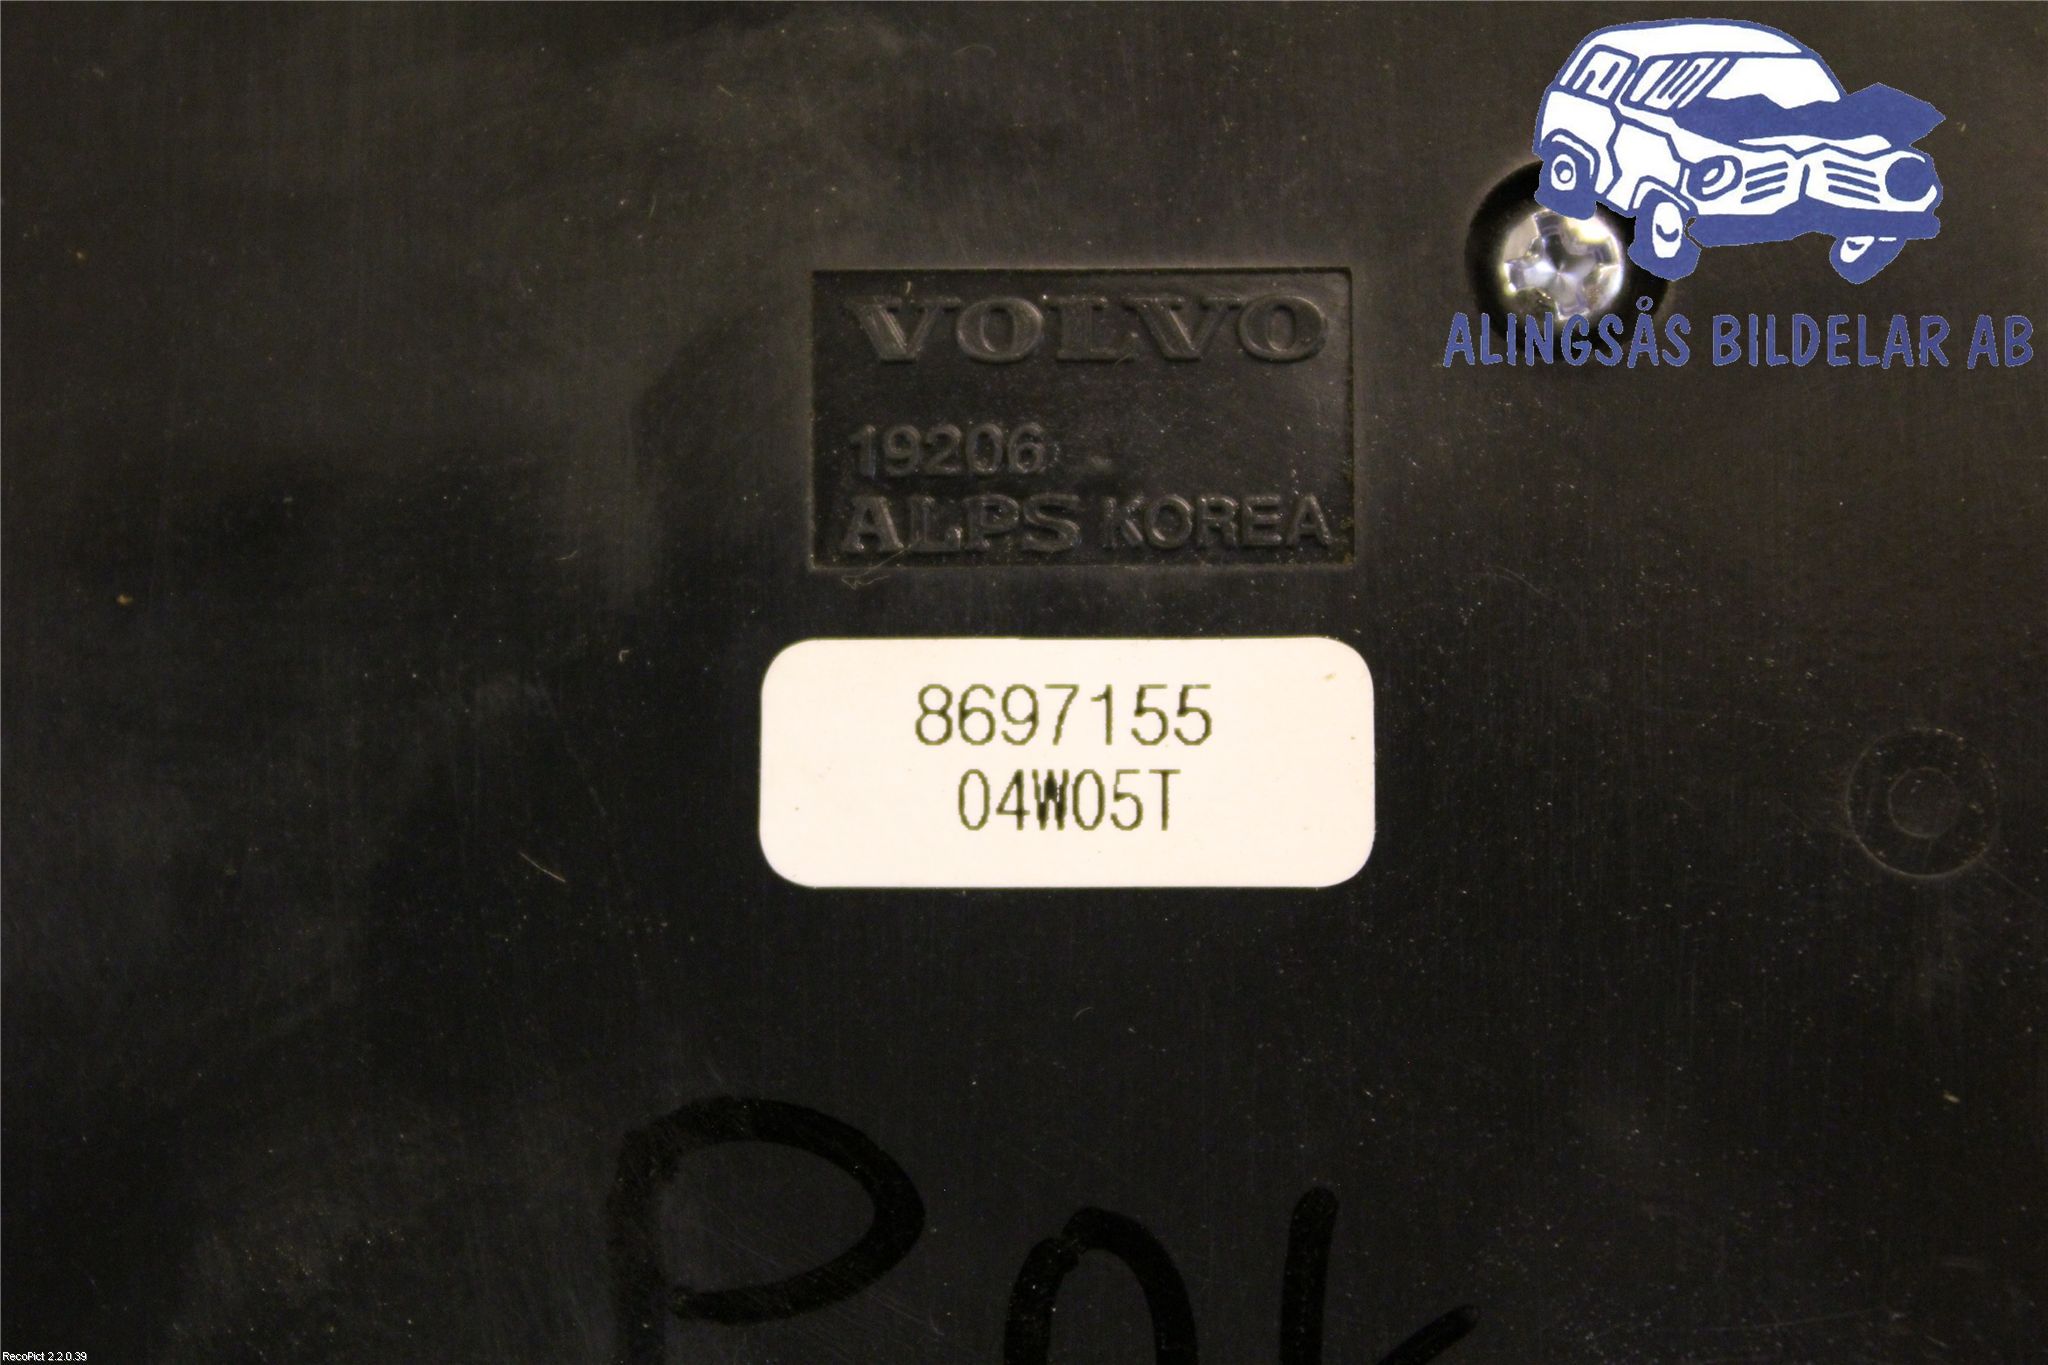 ALINGSÅS BILDELAR AB
VOLVO
19206
ALPS KOREA
8697155
04W05T
RecoPict 2.2.0.39